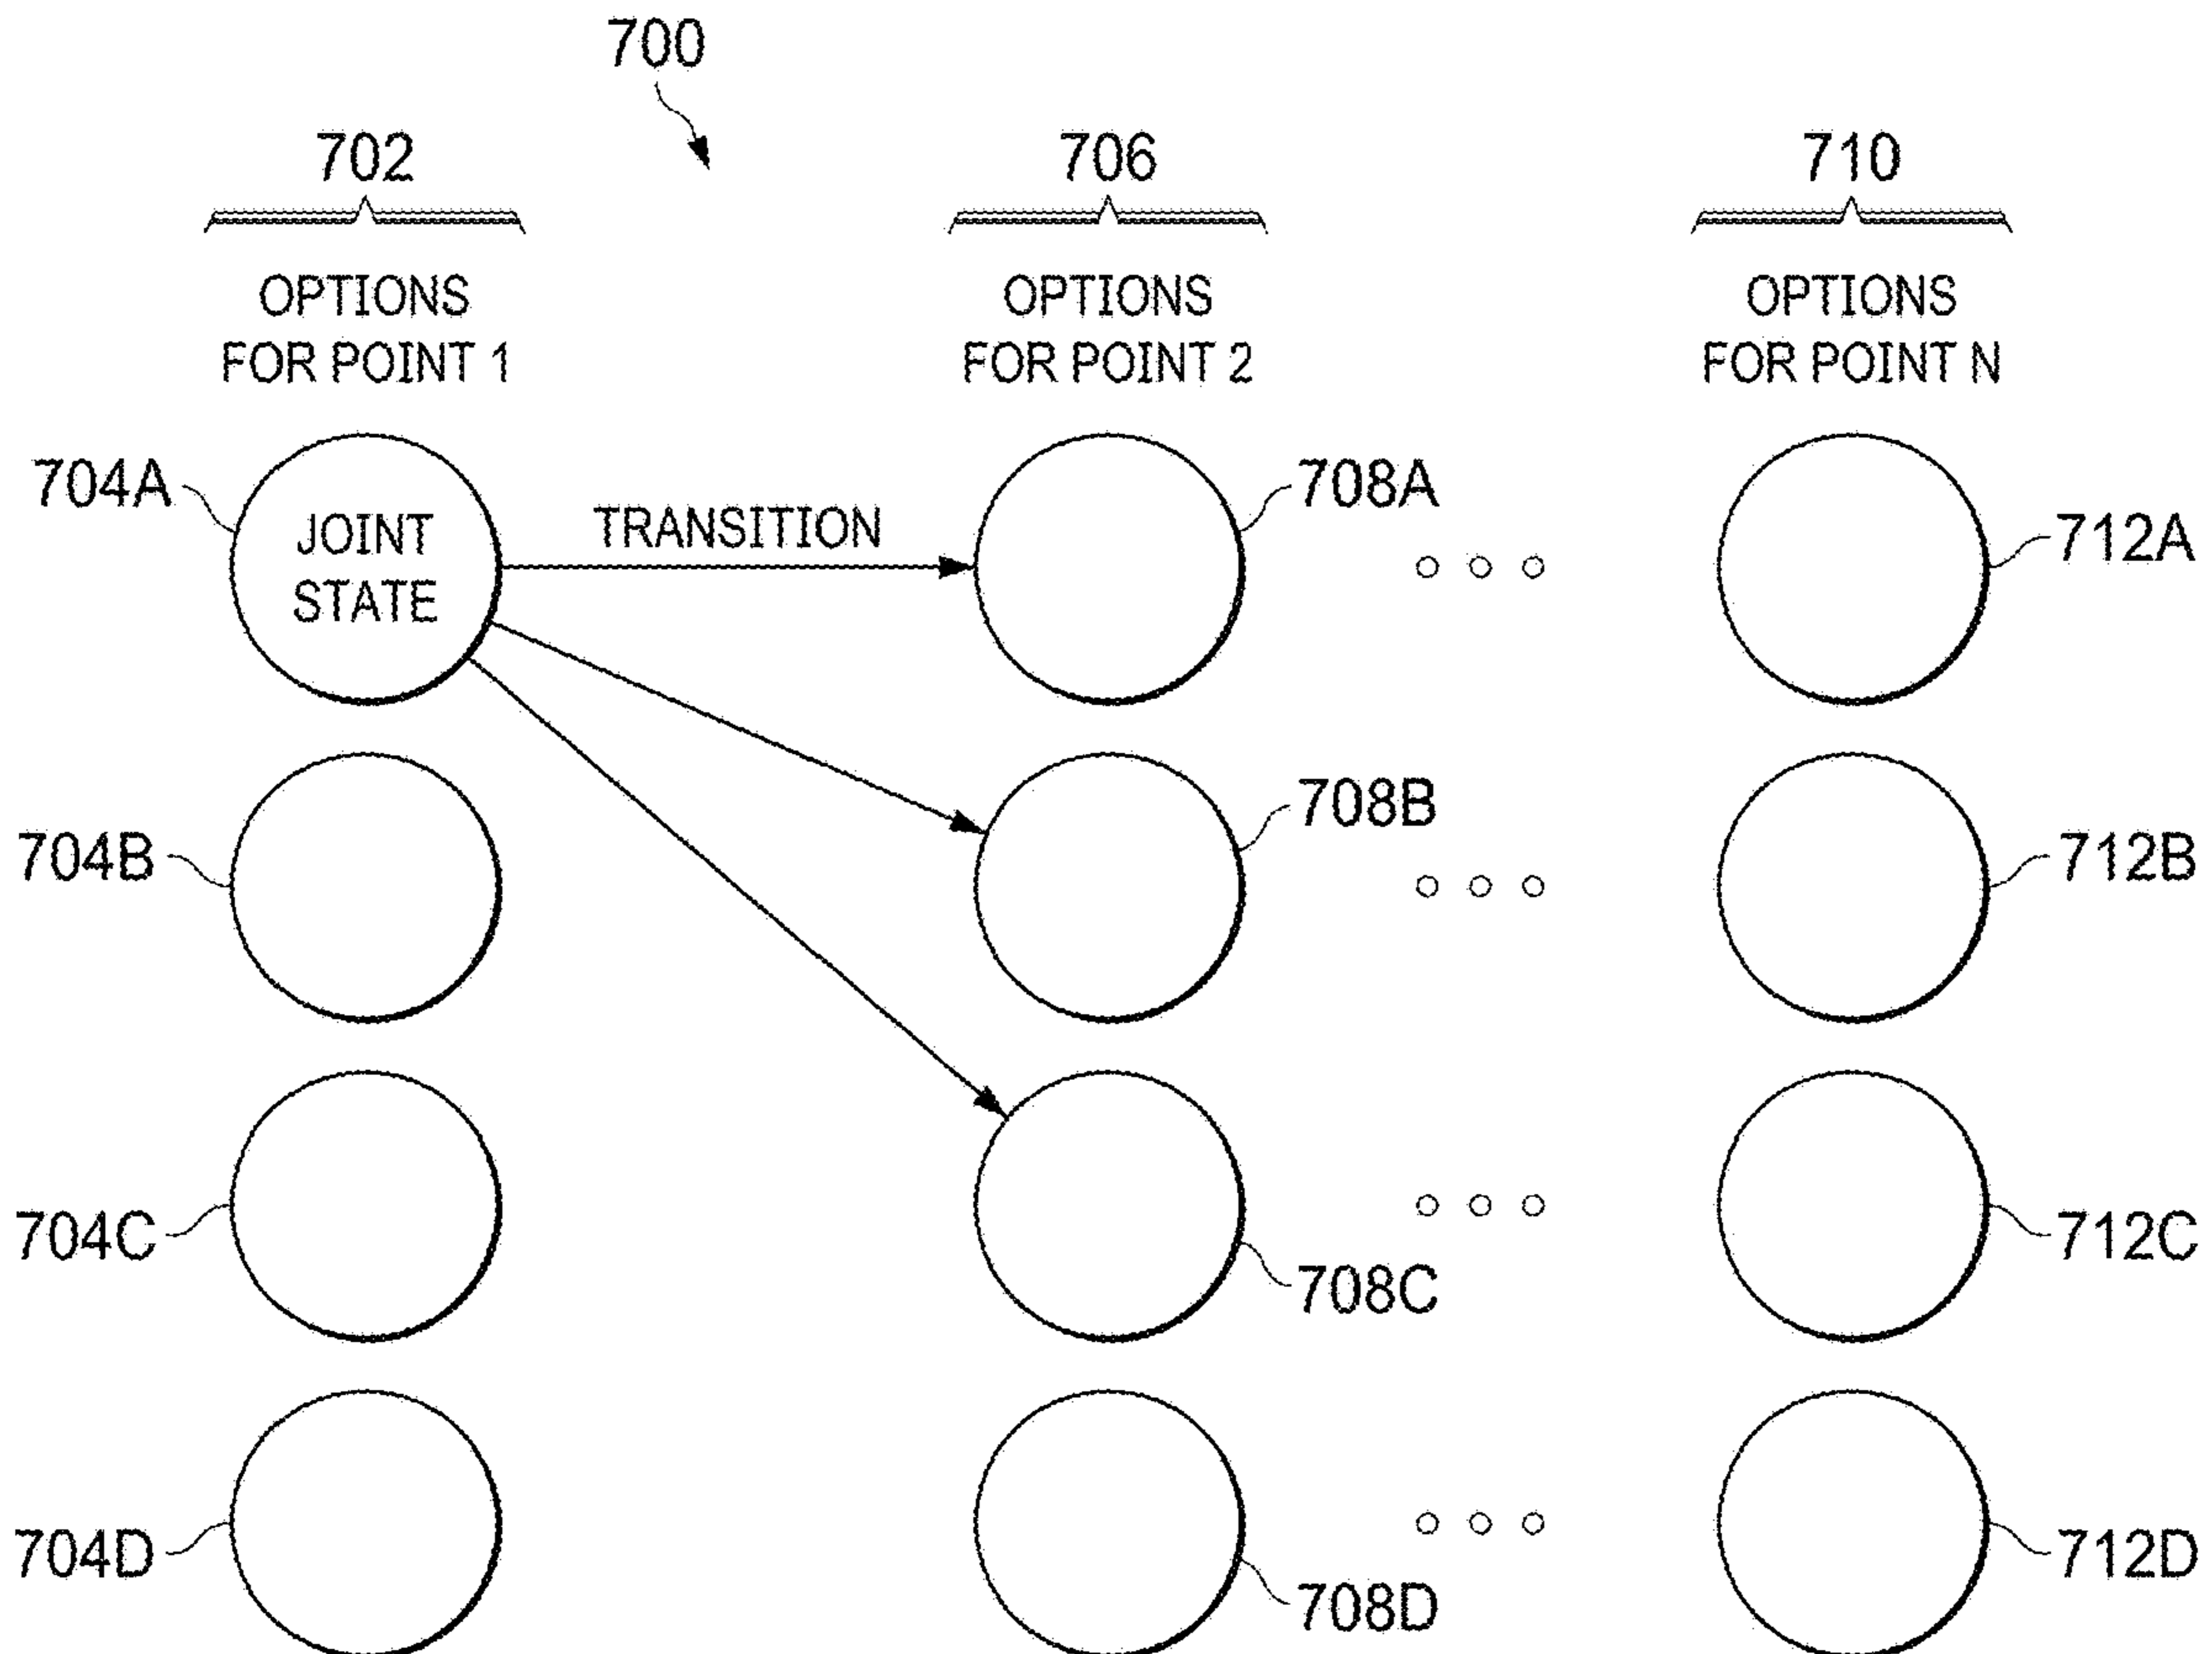 700
702
706
710
OPTIONS
FOR POINT 1
OPTIONS
FOR POINT 2
OPTIONS
FOR POINT N
704A
JOINT
STATE
TRANSITION
708A
712A
704B
708B
712B
704C
708C
712C
704D
708D
712D